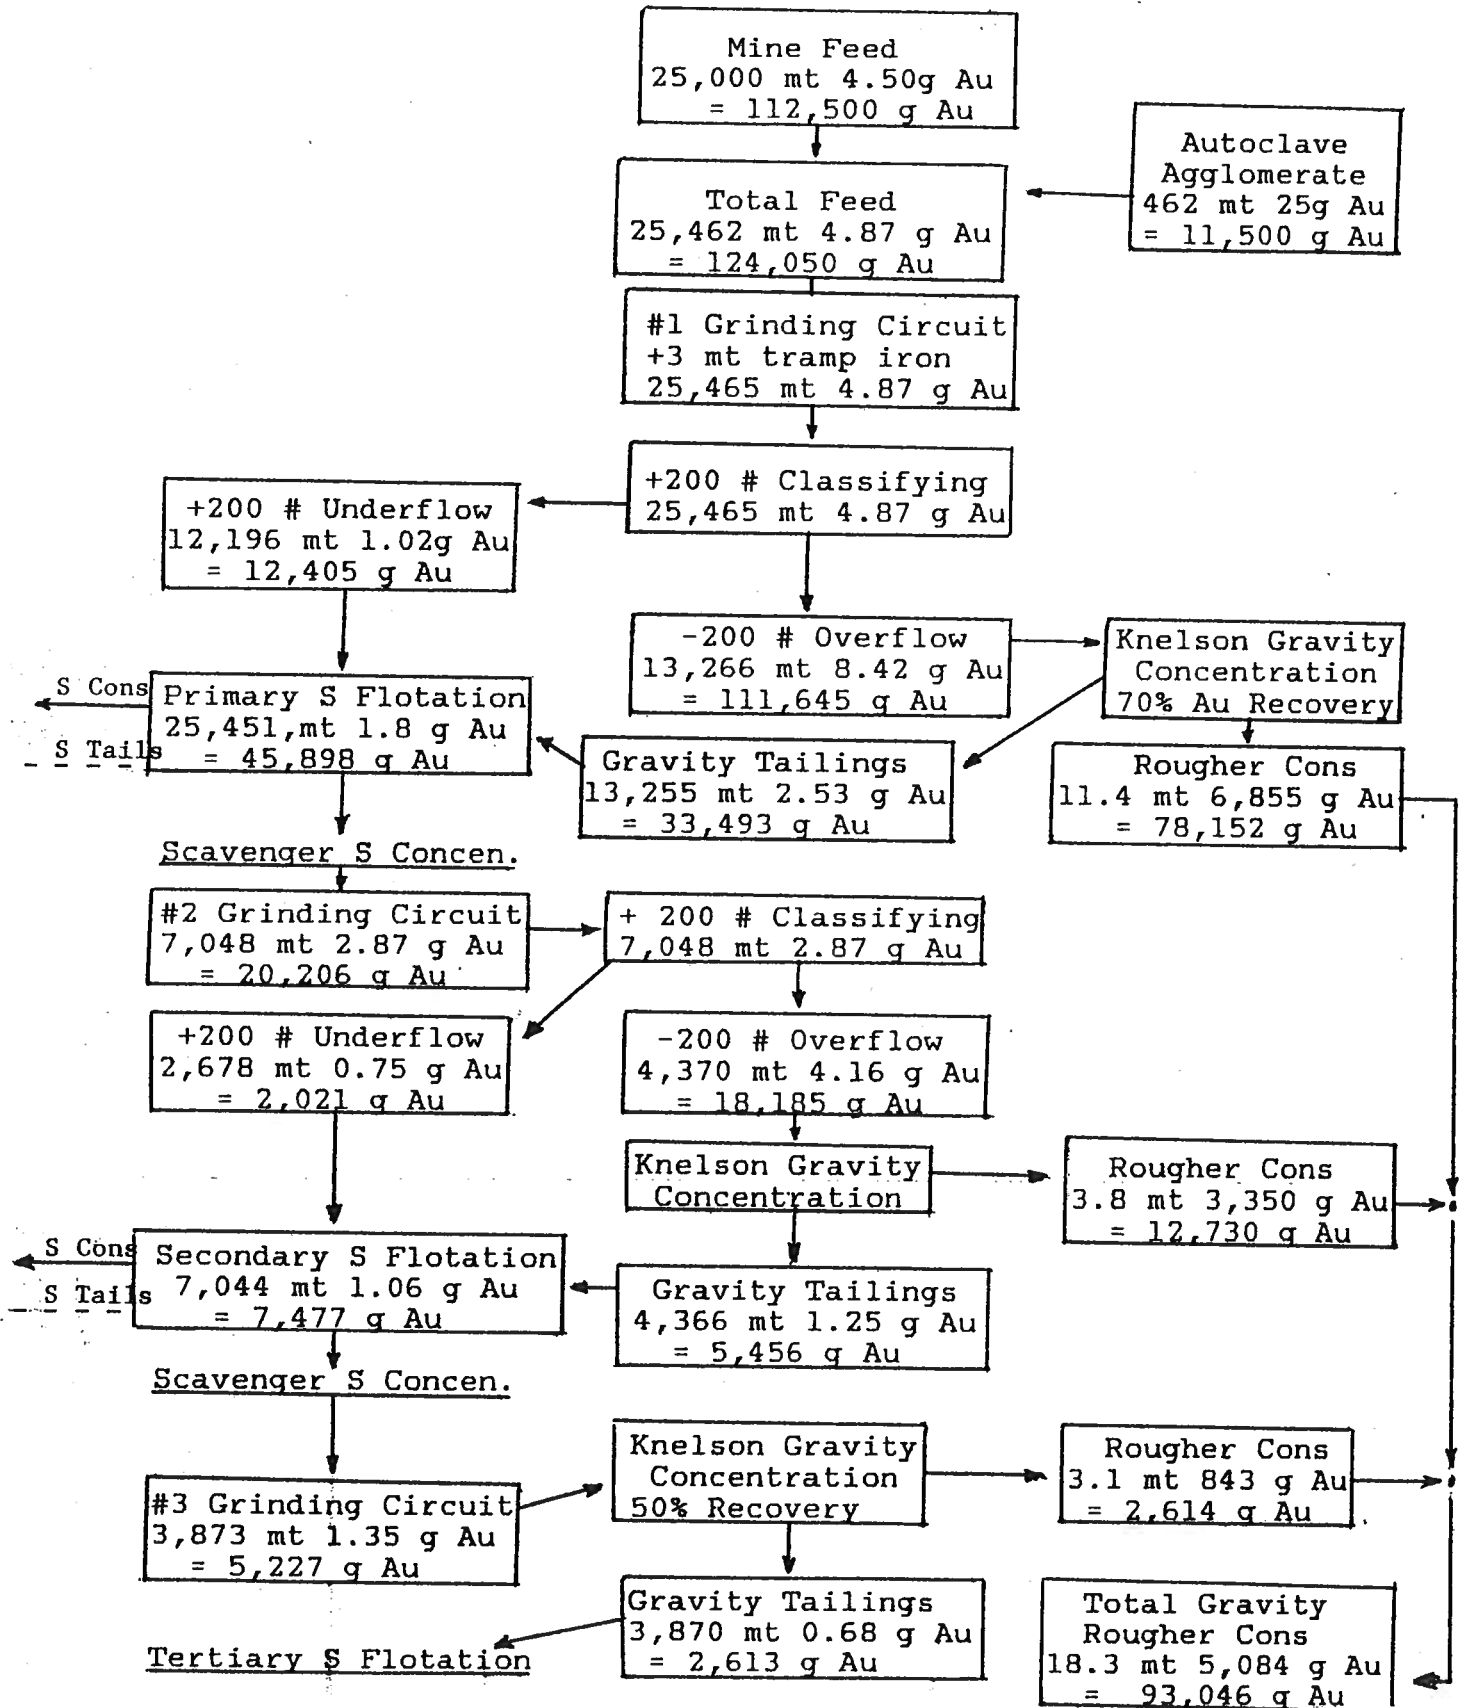 Mine Feed
25,000 mt 4.50g Au
= 112,500 g Au
Autoclave
Agglomerate
462 mt 25g Au
= 11,500 g Au
Total Feed
25,462 mt 4.87 g Au
= 124,050 g Au
#1 Grinding Circuit
+3 mt tramp iron
25,465 mt 4.87 g Au
+200 # Classifying
25,465 mt 4.87 g Au
+200 # Underflow
12,196 mt 1.02g Au
= 12,405 g Au
-200 # Overflow
13,266 mt 8.42 g Au
= 111,645 g Au
Knelson Gravity
Concentration
70% Au Recovery
S Cons
S Tails
Primary S Flotation
25,451,mt 1.8 g Au
= 45,898 g Au
Gravity Tailings
13,255 mt 2.53 g Au
= 33,493 g Au
Rougher Cons
11.4 mt 6,855 g Au
= 78,152 g Au
Scavenger S Concen.
#2 Grinding Circuit
7,048 mt 2.87 g Au
= 20,206 g Au
+ 200 # Classifying
7,048 mt 2.87 g Au
+200 # Underflow
2,678 mt 0.75 g Au
= 2,021 g Au
-200 # Overflow
4,370 mt 4.16 g Au
= 18,185 g Au
Knelson Gravity
Concentration
Rougher Cons
3.8 mt 3,350 g Au
= 12,730 g Au
S Cons
S Tails
Secondary S Flotation
7,044 mt 1.06 g Au
= 7,477 g Au
Gravity Tailings
4,366 mt 1.25 g Au
= 5,456 g Au
Scavenger S Concen.
#3 Grinding Circuit
3,873 mt 1.35 g Au
= 5,227 g Au
Knelson Gravity
Concentration
50% Recovery
Rougher Cons
3.1 mt 843 g Au
= 2,614 g Au
Gravity Tailings
3,870 mt 0.68 g Au
= 2,613 g Au
Tertiary S Flotation
Total Gravity
Rougher Cons
18.3 mt 5,084 g Au
= 93,046 g Au